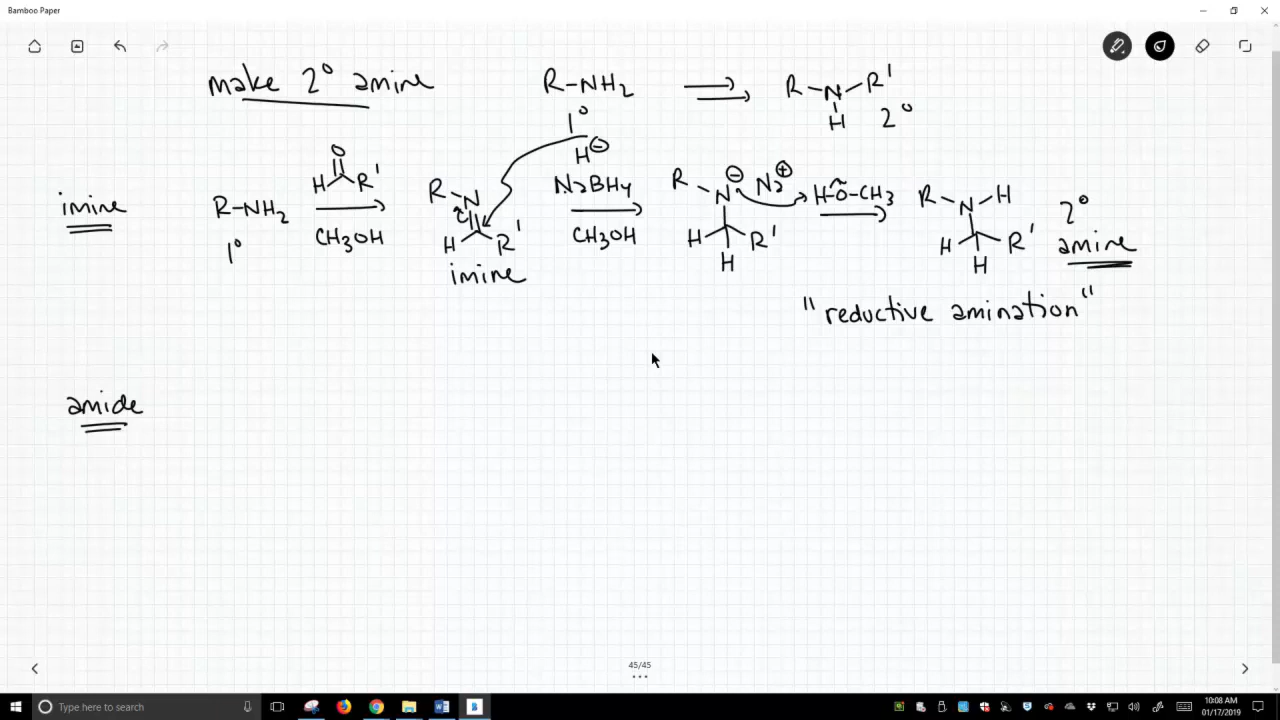 Bamboo Paper
make 2° amine R-NH2 R-N-R'
1° H 2°
H⊖
imine R-NH2 H O R' CH3OH R-N H R' NaBH4 CH3OH R-N⊖ Na⊕ H R' H H-O-CH3 R-N-H H R' H 2° amine
1° imine
"reductive amination"
amide
45/45
Type here to search
10:08 AM
01/17/2019